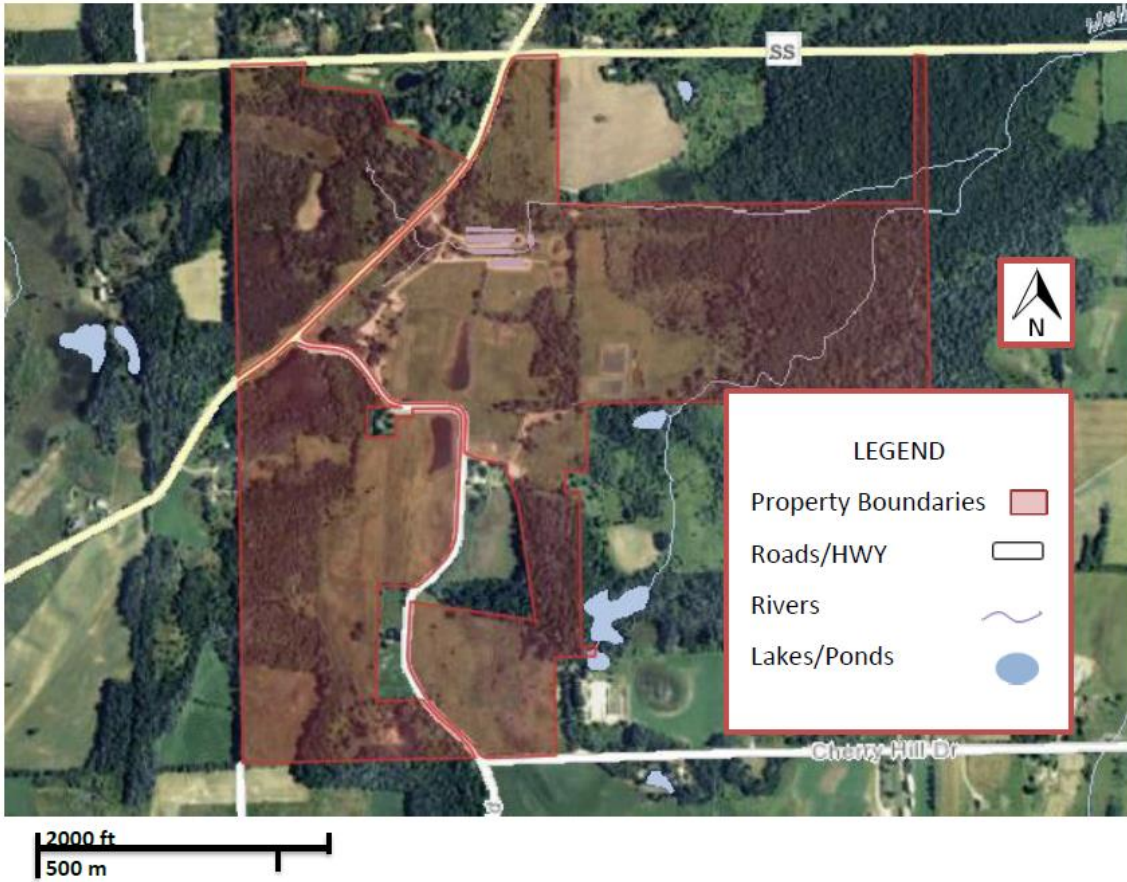 SS
N
LEGEND
Property Boundaries
Roads/HWY
Rivers
Lakes/Ponds
Cherry Hill Dr
2000 ft
500 m